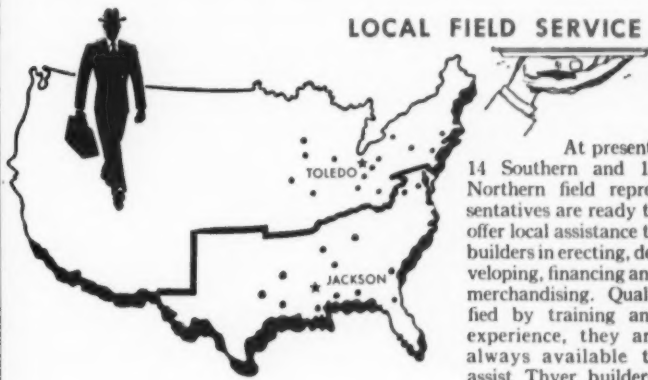 LOCAL FIELD SERVICE
TOLEDO
JACKSON
At present
14 Southern and 1
Northern field repre
sentatives are ready t
offer local assistance t
builders in erecting, de
veloping, financing an
merchandising. Quali
fied by training an
experience, they ar
always available t
assist Thyer builder